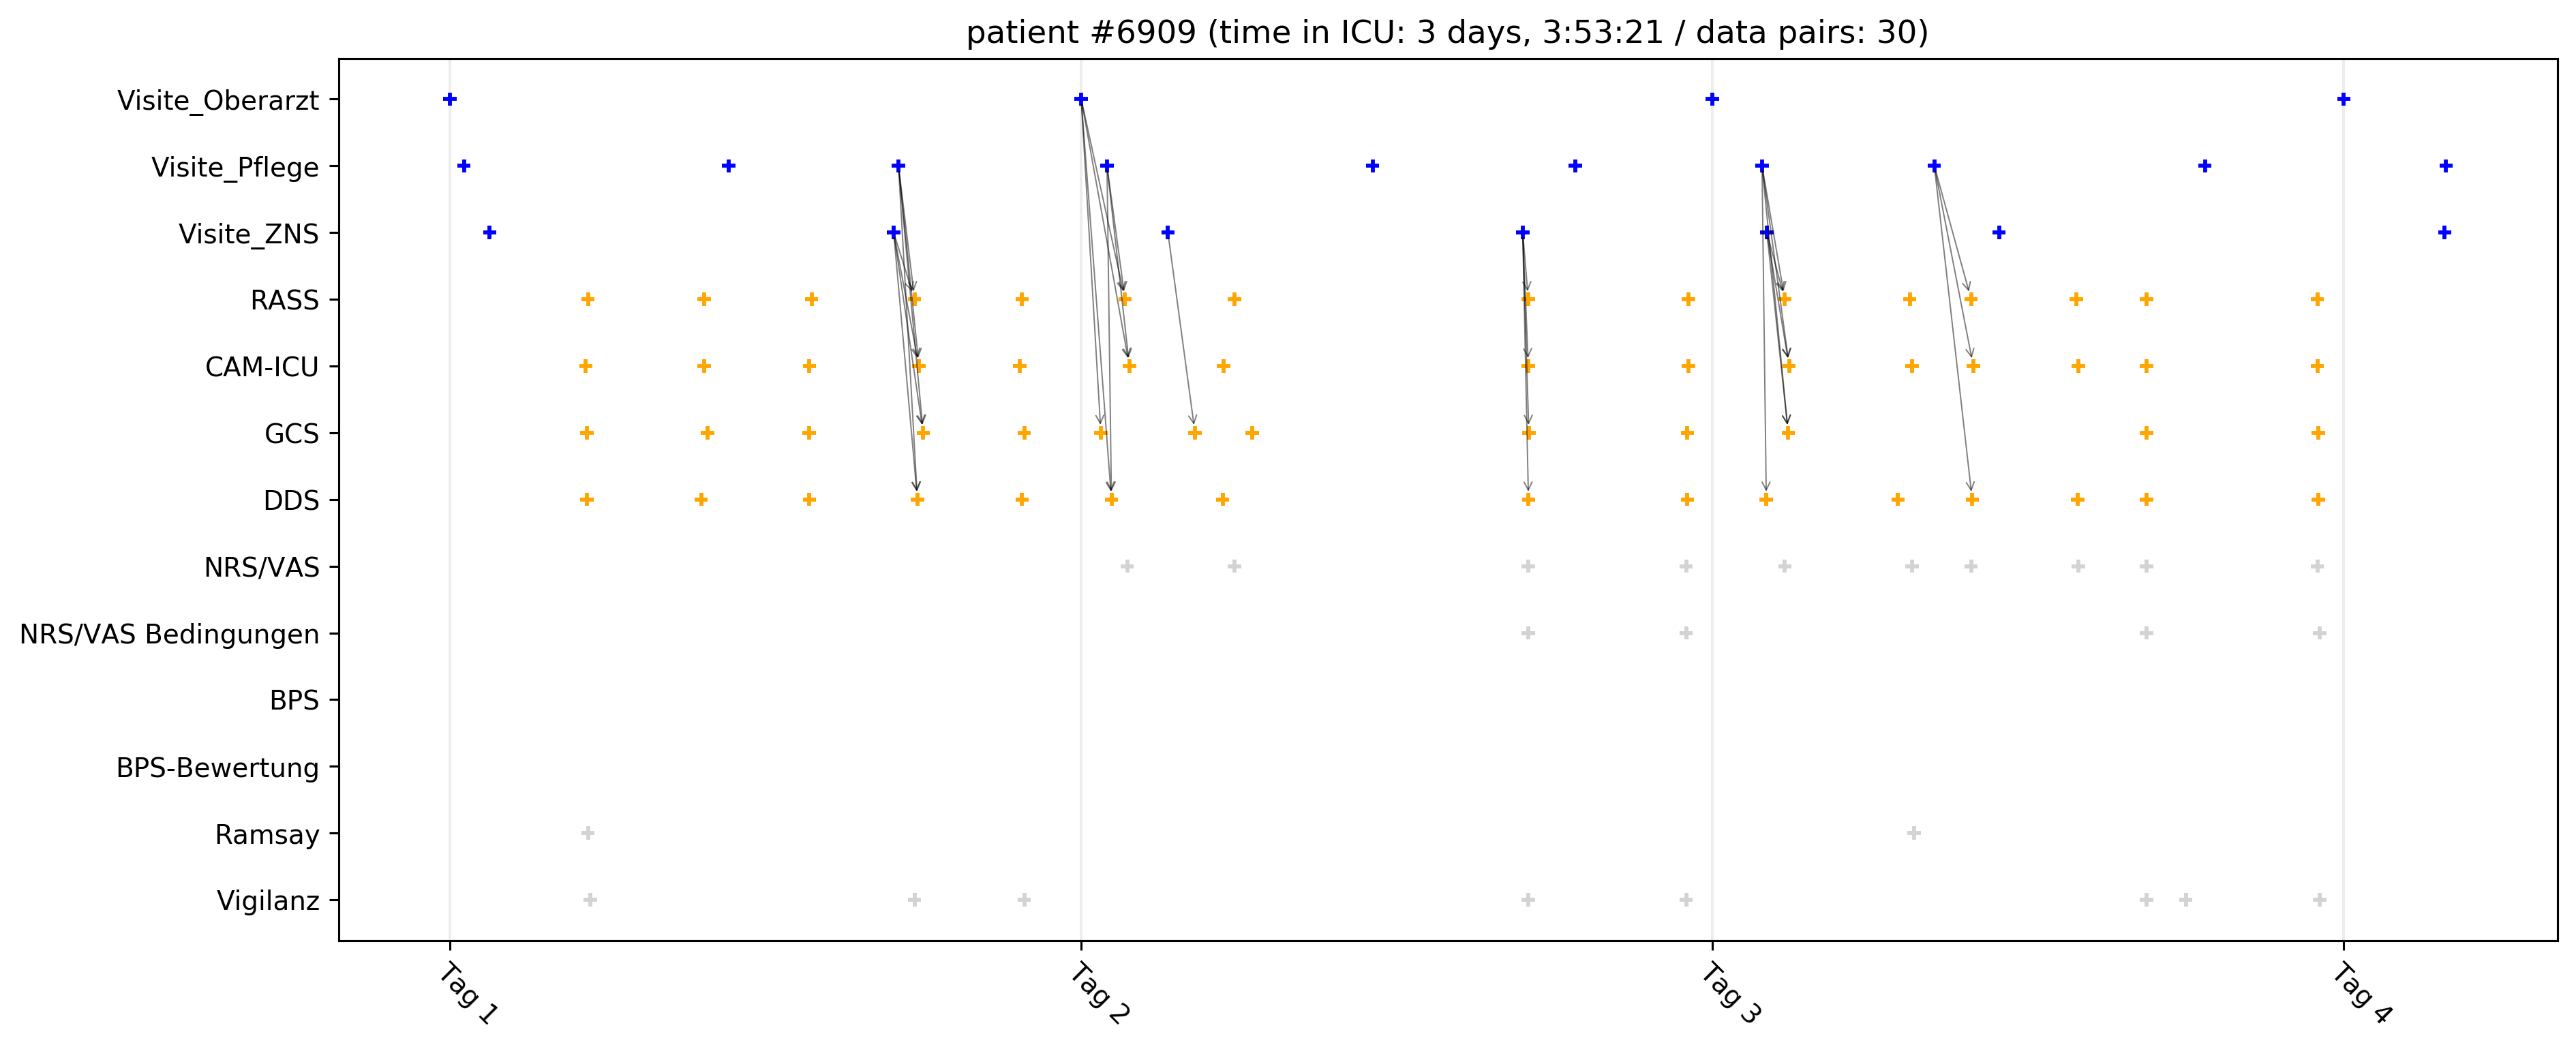 patient #6909 (time in ICU: 3 days, 3:53:21 / data pairs: 30)
Visite_Oberarzt
Visite_Pflege
Visite_ZNS
RASS
CAM-ICU
GCS
DDS
NRS/VAS
NRS/VAS Bedingungen
BPS
BPS-Bewertung
Ramsay
Vigilanz
Tag 1
Tag 2
Tag 3
Tag 4